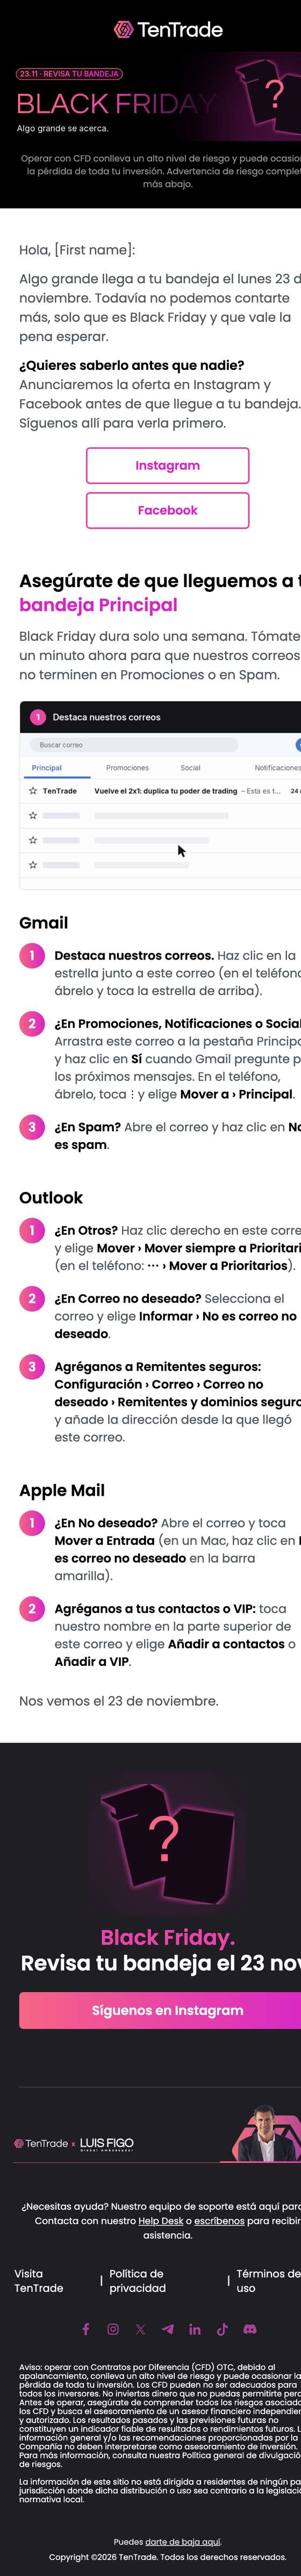 TenTrade
23.11 · REVISA TU BANDEJA
BLACK FRIDAY
?
Algo grande se acerca.
Operar con CFD conlleva un alto nivel de riesgo y puede ocasio
la pérdida de toda tu inversión. Advertencia de riesgo complet
más abajo.
Hola, [First name]:
Algo grande llega a tu bandeja el lunes 23 d
noviembre. Todavía no podemos contarte
más, solo que es Black Friday y que vale la
pena esperar.
¿Quieres saberlo antes que nadie?
Anunciaremos la oferta en Instagram y
Facebook antes de que llegue a tu bandeja.
Síguenos allí para verla primero.
Instagram
Facebook
Asegúrate de que lleguemos a t
bandeja Principal
Black Friday dura solo una semana. Tómate
un minuto ahora para que nuestros correos
no terminen en Promociones o en Spam.
1 Destaca nuestros correos
Buscar correo
Principal Promociones Social Notificaciones
TenTrade Vuelve el 2x1: duplica tu poder de trading – Esta es t... 24
Gmail
1 Destaca nuestros correos. Haz clic en la
estrella junto a este correo (en el teléfono
ábrelo y toca la estrella de arriba).
2 ¿En Promociones, Notificaciones o Social
Arrastra este correo a la pestaña Principa
y haz clic en Sí cuando Gmail pregunte p
los próximos mensajes. En el teléfono,
ábrelo, toca ⋮ y elige Mover a › Principal.
3 ¿En Spam? Abre el correo y haz clic en No
es spam.
Outlook
1 ¿En Otros? Haz clic derecho en este corre
y elige Mover › Mover siempre a Prioritari
(en el teléfono: ··· › Mover a Prioritarios).
2 ¿En Correo no deseado? Selecciona el
correo y elige Informar › No es correo no
deseado.
3 Agréganos a Remitentes seguros:
Configuración › Correo › Correo no
deseado › Remitentes y dominios seguro
y añade la dirección desde la que llegó
este correo.
Apple Mail
1 ¿En No deseado? Abre el correo y toca
Mover a Entrada (en un Mac, haz clic en
es correo no deseado en la barra
amarilla).
2 Agréganos a tus contactos o VIP: toca
nuestro nombre en la parte superior de
este correo y elige Añadir a contactos o
Añadir a VIP.
Nos vemos el 23 de noviembre.
?
Black Friday.
Revisa tu bandeja el 23 nov
Síguenos en Instagram
TenTrade x LUIS FIGO
¿Necesitas ayuda? Nuestro equipo de soporte está aquí para
Contacta con nuestro Help Desk o escríbenos para recibir
asistencia.
Visita TenTrade | Política de privacidad | Términos de uso
Aviso: operar con Contratos por Diferencia (CFD) OTC, debido al
apalancamiento, conlleva un alto nivel de riesgo y puede ocasionar la
pérdida de toda tu inversión. Los CFD pueden no ser adecuados para
todos los inversores. No inviertas dinero que no puedas permitirte perd
Antes de operar, asegúrate de comprender todos los riesgos asociado
los CFD y busca el asesoramiento de un asesor financiero independien
y autorizado. Los resultados pasados y las previsiones futuras no
constituyen un indicador fiable de resultados o rendimientos futuros. L
información general y/o las recomendaciones proporcionadas por la
Compañía no deben interpretarse como asesoramiento de inversión.
Para más información, consulta nuestra Política general de divulgació
de riesgos.
La información de este sitio no está dirigida a residentes de ningún pa
jurisdicción donde dicha distribución o uso sea contrario a la legislació
normativa local.
Puedes darte de baja aquí.
Copyright ©2026 TenTrade. Todos los derechos reservados.